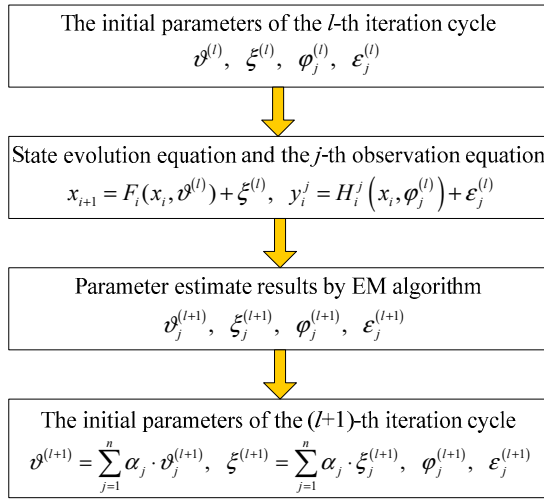 The initial parameters of the l-th iteration cycle
ϑ^{(l)}, ξ^{(l)}, φ_j^{(l)}, ε_j^{(l)}
State evolution equation and the j-th observation equation
x_{i+1} = F_i(x_i, ϑ^{(l)}) + ξ^{(l)}, y_i^j = H_i^j(x_i, φ_j^{(l)}) + ε_j^{(l)}
Parameter estimate results by EM algorithm
ϑ_j^{(l+1)}, ξ_j^{(l+1)}, φ_j^{(l+1)}, ε_j^{(l+1)}
The initial parameters of the (l+1)-th iteration cycle
ϑ^{(l+1)} = ∑_{j=1}^{n} α_j · ϑ_j^{(l+1)}, ξ^{(l+1)} = ∑_{j=1}^{n} α_j · ξ_j^{(l+1)}, φ_j^{(l+1)}, ε_j^{(l+1)}